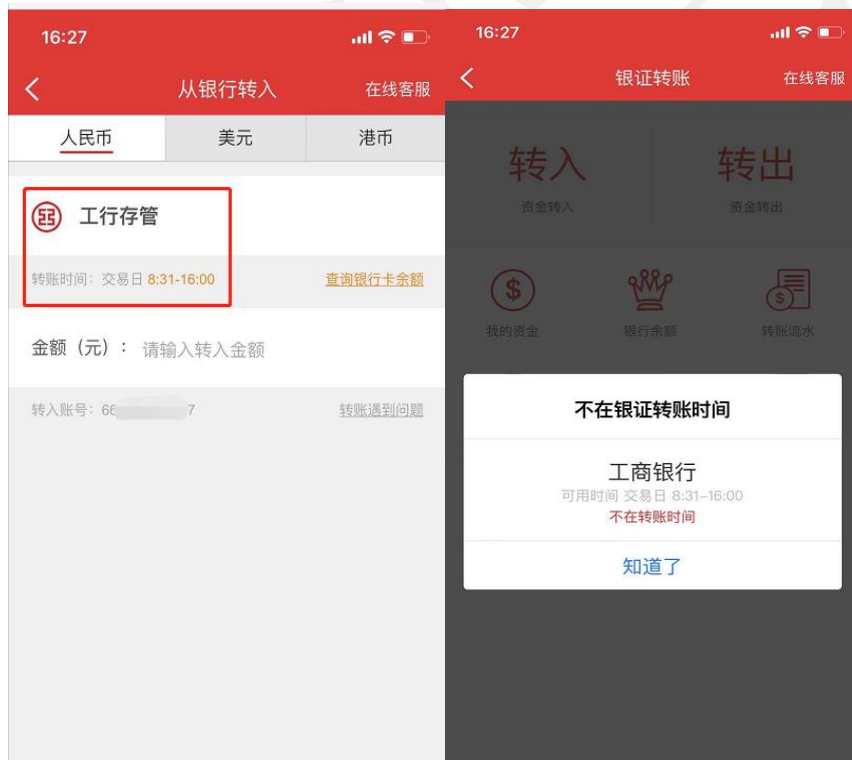 16:27
从银行转入
在线客服
人民币
美元
港币
工行存管
转账时间：交易日 8:31-16:00
查询银行卡余额
金额（元）：请输入转入金额
转入账号：66 7
转账遇到问题
16:27
银证转账
在线客服
转入
转出
资金转入
资金转出
我的资金
银行余额
转账流水
不在银证转账时间
工商银行
可用时间 交易日 8:31-16:00
不在转账时间
知道了